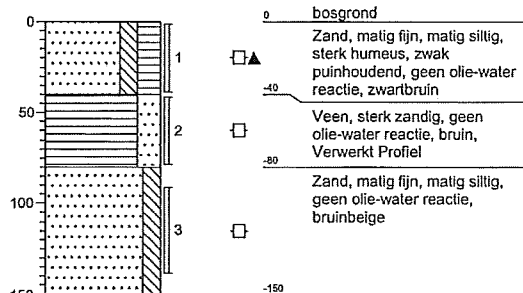 0
bosgrond
0
Zand, matig fijn, matig siltig,
sterk humeus, zwak
puinhoudend, geen olie-water
reactie, zwartbruin
1
-40
50
Veen, sterk zandig, geen
olie-water reactie, bruin,
Verwerkt Profiel
2
-80
Zand, matig fijn, matig siltig,
geen olie-water reactie,
bruinbeige
100
3
150
-150